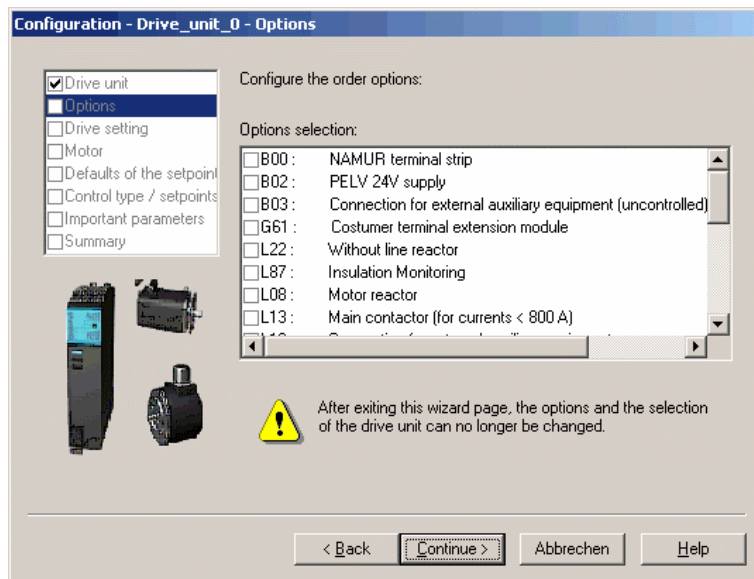 Configuration - Drive_unit_0 - Options
Drive unit
Options
Drive setting
Motor
Defaults of the setpoint
Control type / setpoints
Important parameters
Summary
Configure the order options:
Options selection:
B00 : NAMUR terminal strip
B02 : PELV 24V supply
B03 : Connection for external auxiliary equipment (uncontrolled)
G61 : Costumer terminal extension module
L22 : Without line reactor
L87 : Insulation Monitoring
L08 : Motor reactor
L13 : Main contactor (for currents < 800 A)
After exiting this wizard page, the options and the selection
of the drive unit can no longer be changed.
< Back
Continue >
Abbrechen
Help